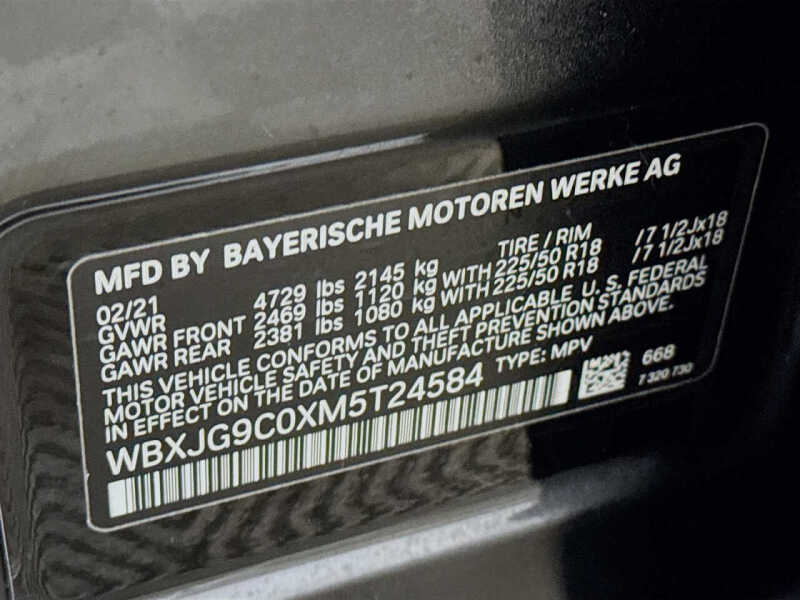 MFD BY BAYERISCHE MOTOREN WERKE AG
02/21 TIRE / RIM
GVWR 4729 lbs 2145 kg
GAWR FRONT 2469 lbs 1120 kg WITH 225/50 R18 /7 1/2Jx18
GAWR REAR 2381 lbs 1080 kg WITH 225/50 R18 /7 1/2Jx18
THIS VEHICLE CONFORMS TO ALL APPLICABLE U. S. FEDERAL
MOTOR VEHICLE SAFETY AND THEFT PREVENTION STANDARDS
IN EFFECT ON THE DATE OF MANUFACTURE SHOWN ABOVE.
WBXJG9C0XM5T24584 TYPE: MPV
668
7 320 730